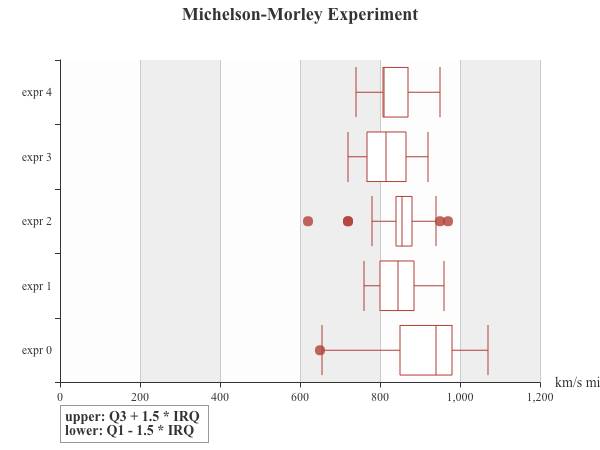 Michelson-Morley Experiment
expr 4
expr 3
expr 2
expr 1
expr 0
0 200 400 600 800 1,000 1,200
km/s mi
upper: Q3 + 1.5 * IRQ
lower: Q1 - 1.5 * IRQ